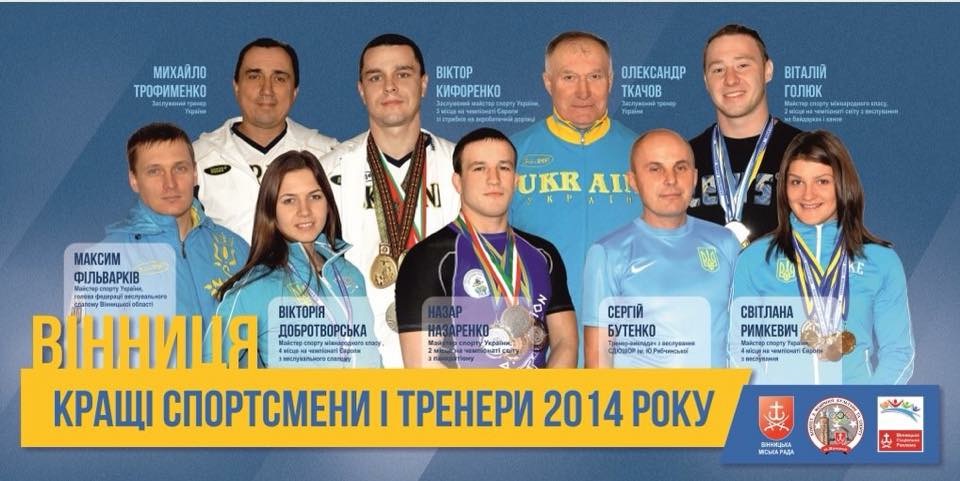 МИХАЙЛО
ТРОФИМЕНКО
Заслужений тренер
України
ВІКТОР
КИФОРЕНКО
Заслужений майстер спорту України,
3 місце на чемпіонаті Європи
зі стрибків на акробатичній доріжці
ОЛЕКСАНДР
ТКАЧОВ
Заслужений тренер
України
ВІТАЛІЙ
ГОЛЮК
Майстер спорту міжнародного класу,
2 місце на чемпіонаті світу з веслування
на байдарках і каное
UKRAINE
УКРАЇНА
МАКСИМ
ФІЛЬВАРКІВ
Майстер спорту України,
голова федерації веслувального
слалому Вінницької області
ВІКТОРІЯ
ДОБРОТВОРСЬКА
Майстер спорту міжнародного класу,
4 місце на чемпіонаті Європи
з веслувального слалому
НАЗАР
НАЗАРЕНКО
Майстер спорту України,
2 місце на чемпіонаті світу
з панкратіону
СЕРГІЙ
БУТЕНКО
Тренер-викладач з веслування
СДЮШОР ім. Ю.Рябчинської
СВІТЛАНА
РИМКЕВИЧ
Майстер спорту України,
4 місце на чемпіонаті Європи
з веслування
ВІННИЦЯ
КРАЩІ СПОРТСМЕНИ І ТРЕНЕРИ 2014 РОКУ
ВІННИЦЬКА
МІСЬКА РАДА
Вінницька
Соціальна
Реклама